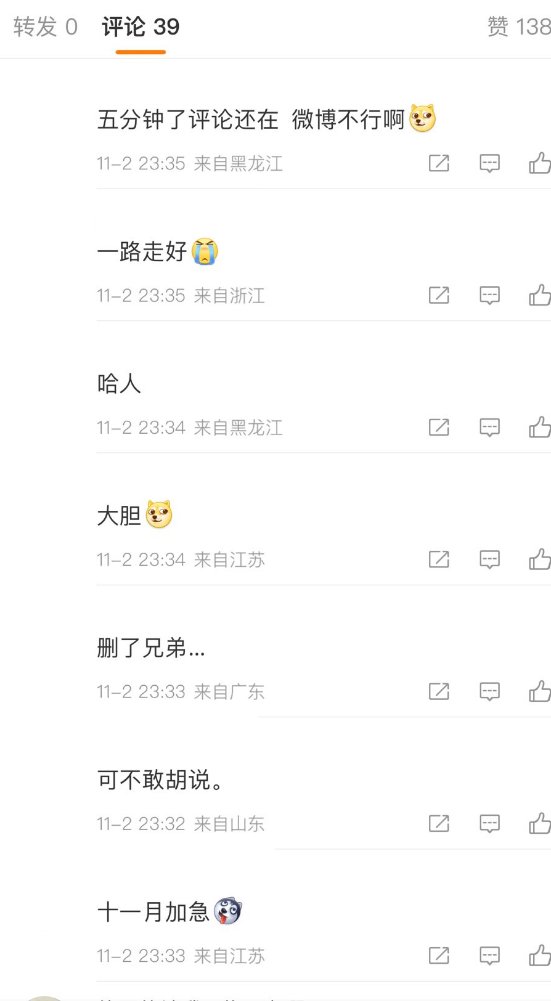 转发 0 评论 39 赞 138
五分钟了评论还在 微博不行啊
11-2 23:35 来自黑龙江
一路走好
11-2 23:35 来自浙江
哈人
11-2 23:34 来自黑龙江
大胆
11-2 23:34 来自江苏
删了兄弟...
11-2 23:33 来自广东
可不敢胡说。
11-2 23:32 来自山东
十一月加急
11-2 23:33 来自江苏